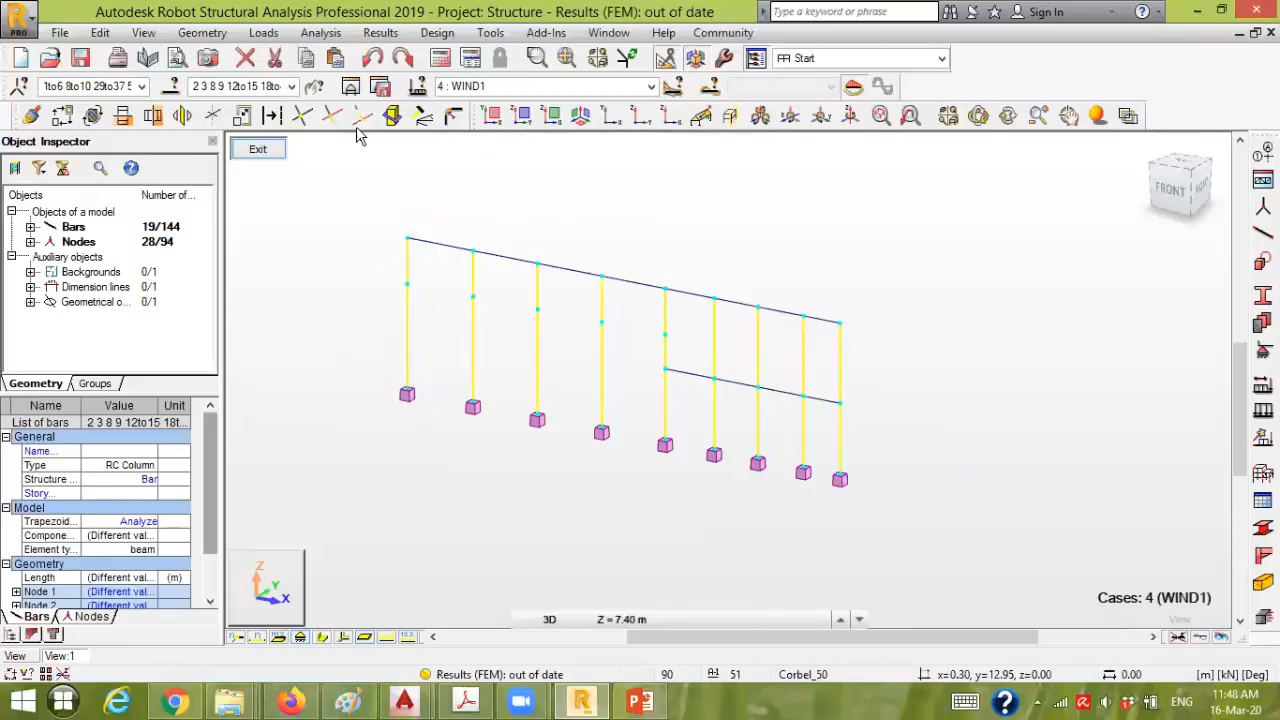 Autodesk Robot Structural Analysis Professional 2019 - Project: Structure - Results (FEM): out of date
Type a keyword or phrase
Sign In
PRO
File Edit View Geometry Loads Analysis Results Design Tools Add-Ins Window Help Community
Start
1to6 8to10 29to37 5
2 3 8 9 12to15 18t
4 : WIND1
Object Inspector
Exit
Objects Number of...
Objects of a model
Bars 19/144
Nodes 28/94
Auxiliary objects
Backgrounds 0/1
Dimension lines 0/1
Geometrical o... 0/1
FRONT
Geometry Groups
Name Value Unit
List of bars 2 3 8 9 12to15 18t...
General
Name...
Type RC Column
Structure ... Bar
Story...
Model
Trapezoid... Analyze
Compone... (Different val...
Element ty... beam
Geometry
Length (Different val... (m)
Node 1 (Different val...
Node 2 (Different val...
Bars Nodes
Z
Y
X
Cases: 4 (WIND1)
3D Z = 7.40 m
View
View View:1
Results (FEM): out of date 90 51 Corbel_50 x=0.30, y=12.95, z=0.00 0.00 [m] [kN] [Deg]
ENG
11:48 AM
16-Mar-20